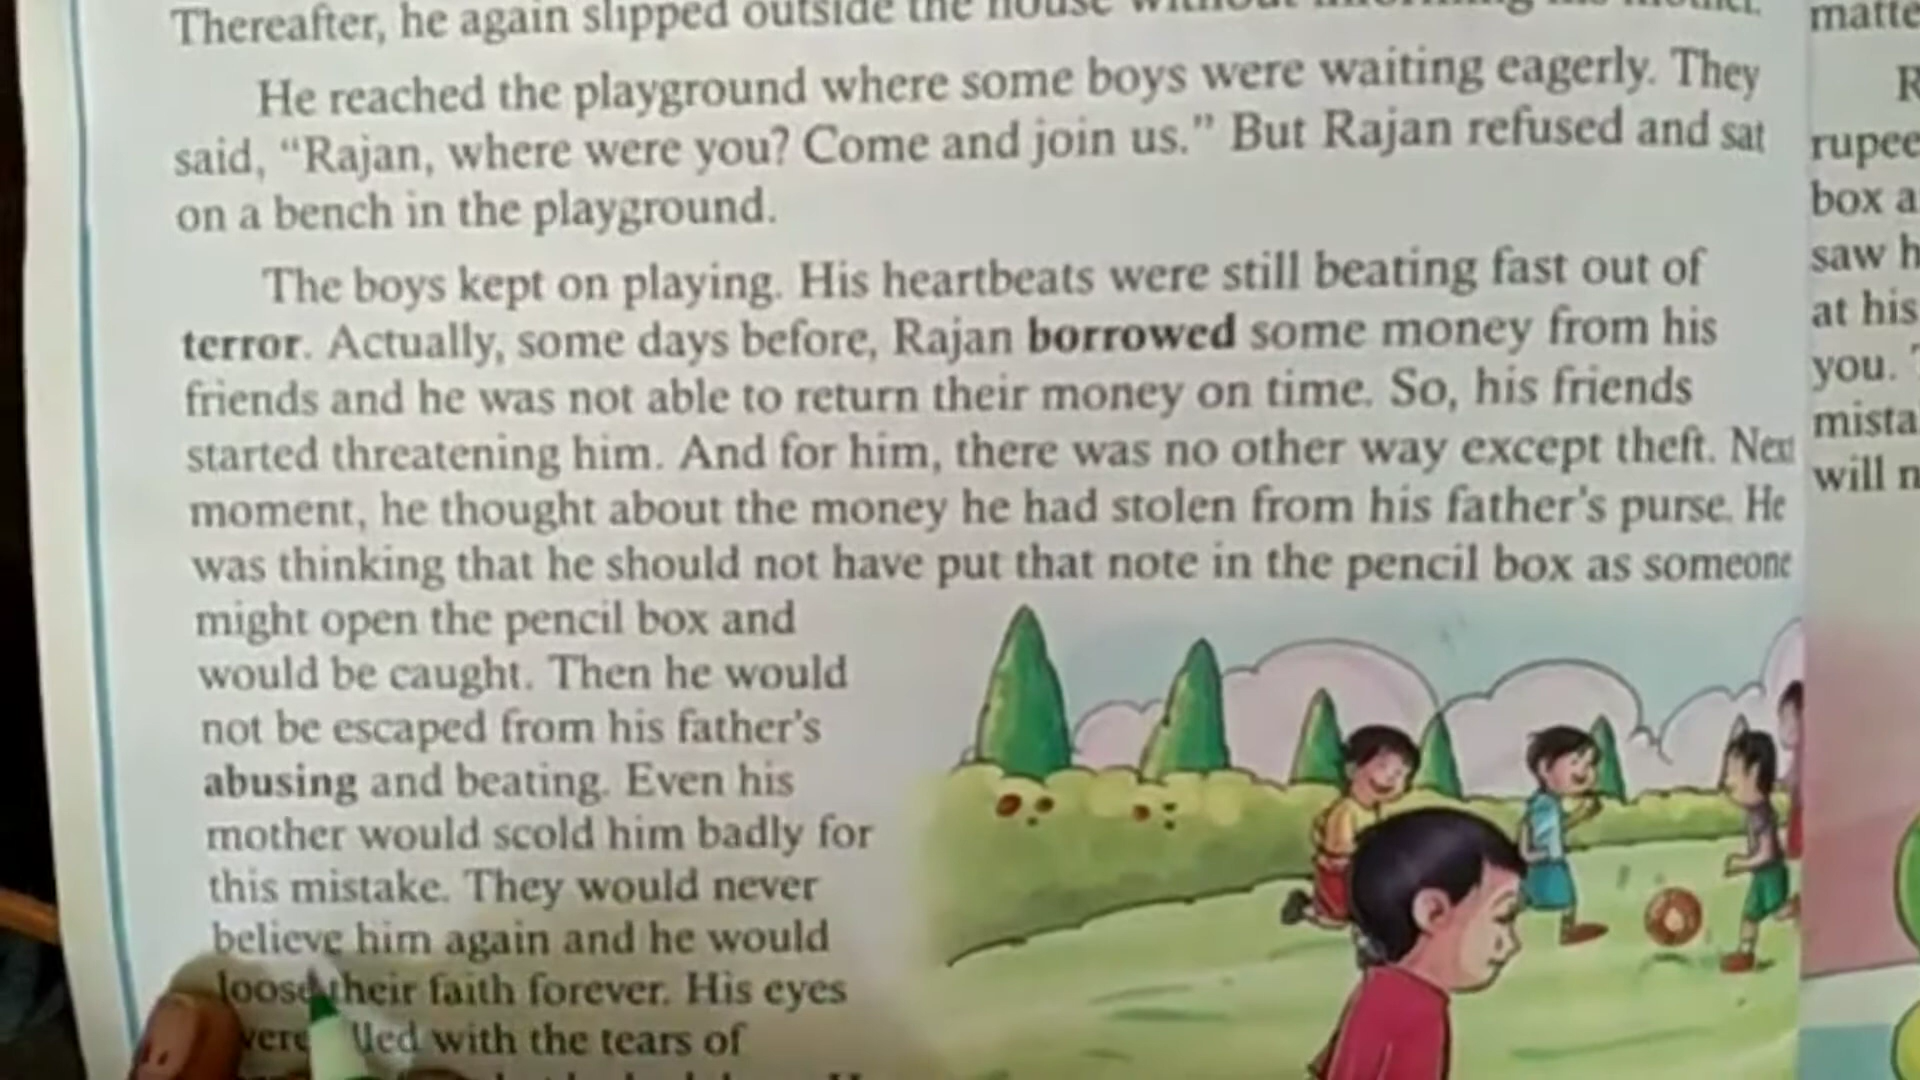 Thereafter, he again slipped outside the house without informing his mother.
He reached the playground where some boys were waiting eagerly. They
said, “Rajan, where were you? Come and join us.” But Rajan refused and sat
on a bench in the playground.
The boys kept on playing. His heartbeats were still beating fast out of
terror. Actually, some days before, Rajan borrowed some money from his
friends and he was not able to return their money on time. So, his friends
started threatening him. And for him, there was no other way except theft. Next
moment, he thought about the money he had stolen from his father's purse. He
was thinking that he should not have put that note in the pencil box as someone
might open the pencil box and
would be caught. Then he would
not be escaped from his father's
abusing and beating. Even his
mother would scold him badly for
this mistake. They would never
believe him again and he would
loose their faith forever. His eyes
were filled with the tears of
matte
R
rupee
box a
saw h
at his
you.
mista
will n